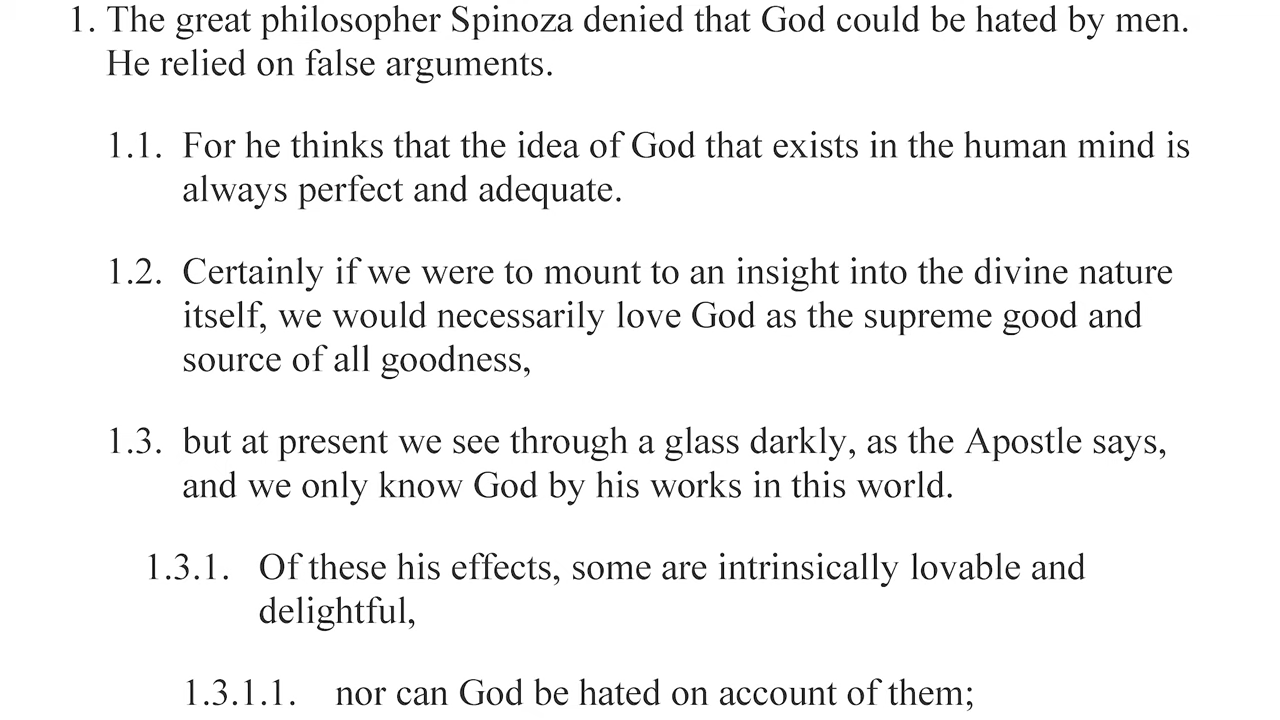 1. The great philosopher Spinoza denied that God could be hated by men.
He relied on false arguments.
1.1. For he thinks that the idea of God that exists in the human mind is
always perfect and adequate.
1.2. Certainly if we were to mount to an insight into the divine nature
itself, we would necessarily love God as the supreme good and
source of all goodness,
1.3. but at present we see through a glass darkly, as the Apostle says,
and we only know God by his works in this world.
1.3.1. Of these his effects, some are intrinsically lovable and
delightful,
1.3.1.1. nor can God be hated on account of them;